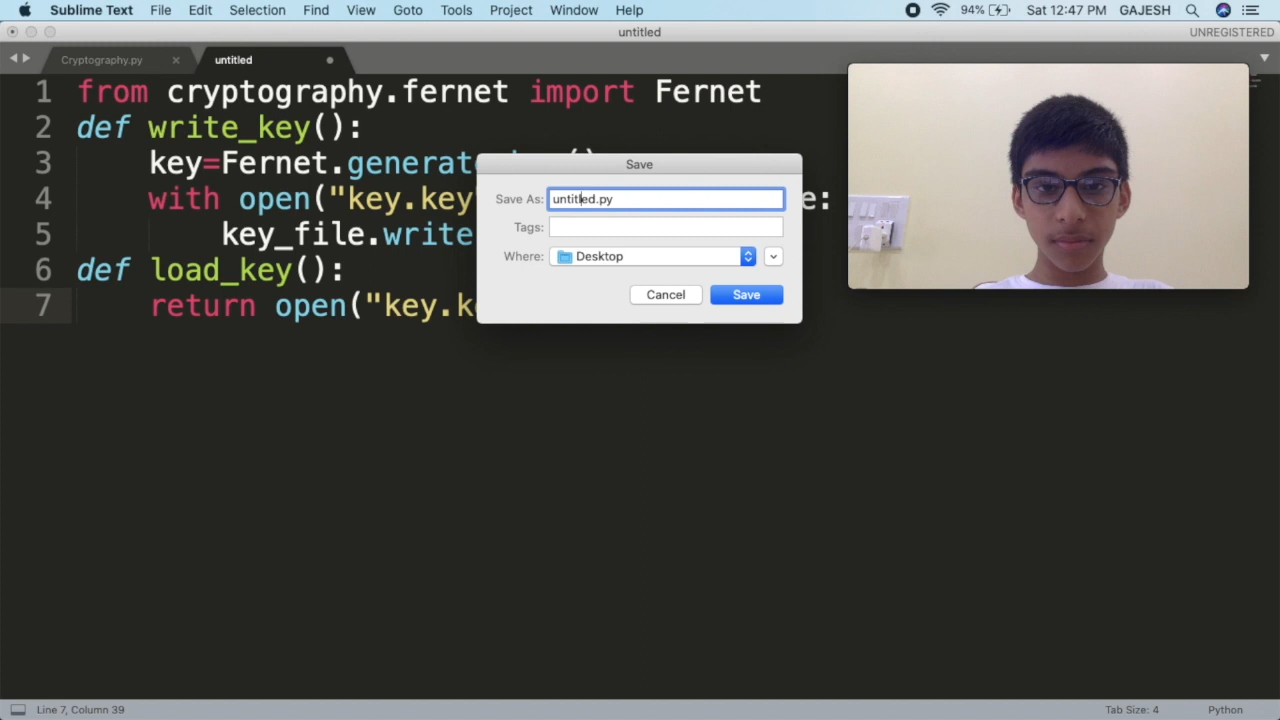 Sublime Text File Edit Selection Find View Goto Tools Project Window Help 94% Sat 12:47 PM GAJESH
untitled UNREGISTERED
Cryptography.py × untitled
1 from cryptography.fernet import Fernet
2 def write_key():
3 key=Fernet.generate
4 with open("key.key e:
5 key_file.write
6 def load_key():
7 return open("key.k
Save
Save As: untitled.py
Tags:
Where: Desktop
Cancel Save
Line 7, Column 39 Tab Size: 4 Python